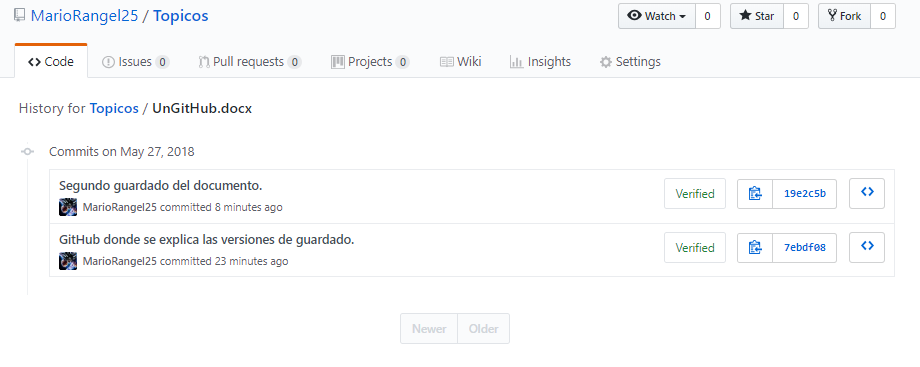 MarioRangel25 / Topicos
Watch 0 Star 0 Fork 0
Code Issues 0 Pull requests 0 Projects 0 Wiki Insights Settings
History for Topicos / UnGitHub.docx
Commits on May 27, 2018
Segundo guardado del documento.
MarioRangel25 committed 8 minutes ago
Verified 19e2c5b
GitHub donde se explica las versiones de guardado.
MarioRangel25 committed 23 minutes ago
Verified 7ebdf08
Newer Older